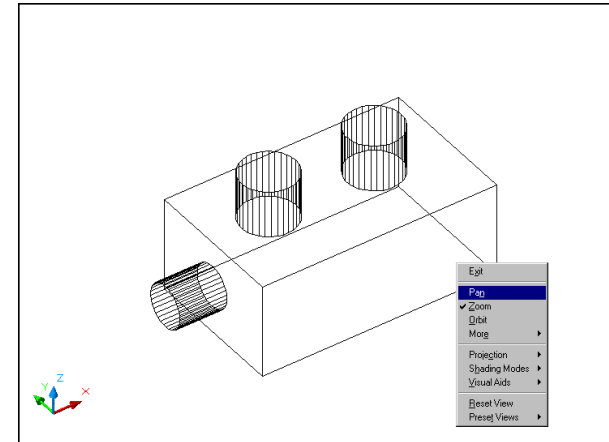 Exit
Pan
Zoom
Orbit
More
Projection
Shading Modes
Visual Aids
Reset View
Preset Views
Z
Y
X